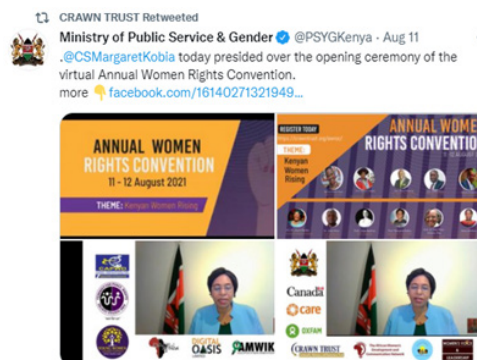 CRAWN TRUST Retweeted
Ministry of Public Service & Gender @PSYGKenya · Aug 11
.@CSMargaretKobia today presided over the opening ceremony of the
virtual Annual Women Rights Convention.
more 👇 facebook.com/16140271321949...
ANNUAL WOMEN
RIGHTS CONVENTION
11 - 12 August 2021
THEME: Kenyan Women Rising
REGISTER TODAY
ANNUAL WOME
RIGHTS CONVENTIO
THEME:
Kenyan
Women
Rising
DIGITAL
OASIS
AMWIK
Canada
care
OXFAM
CRAWN TRUST